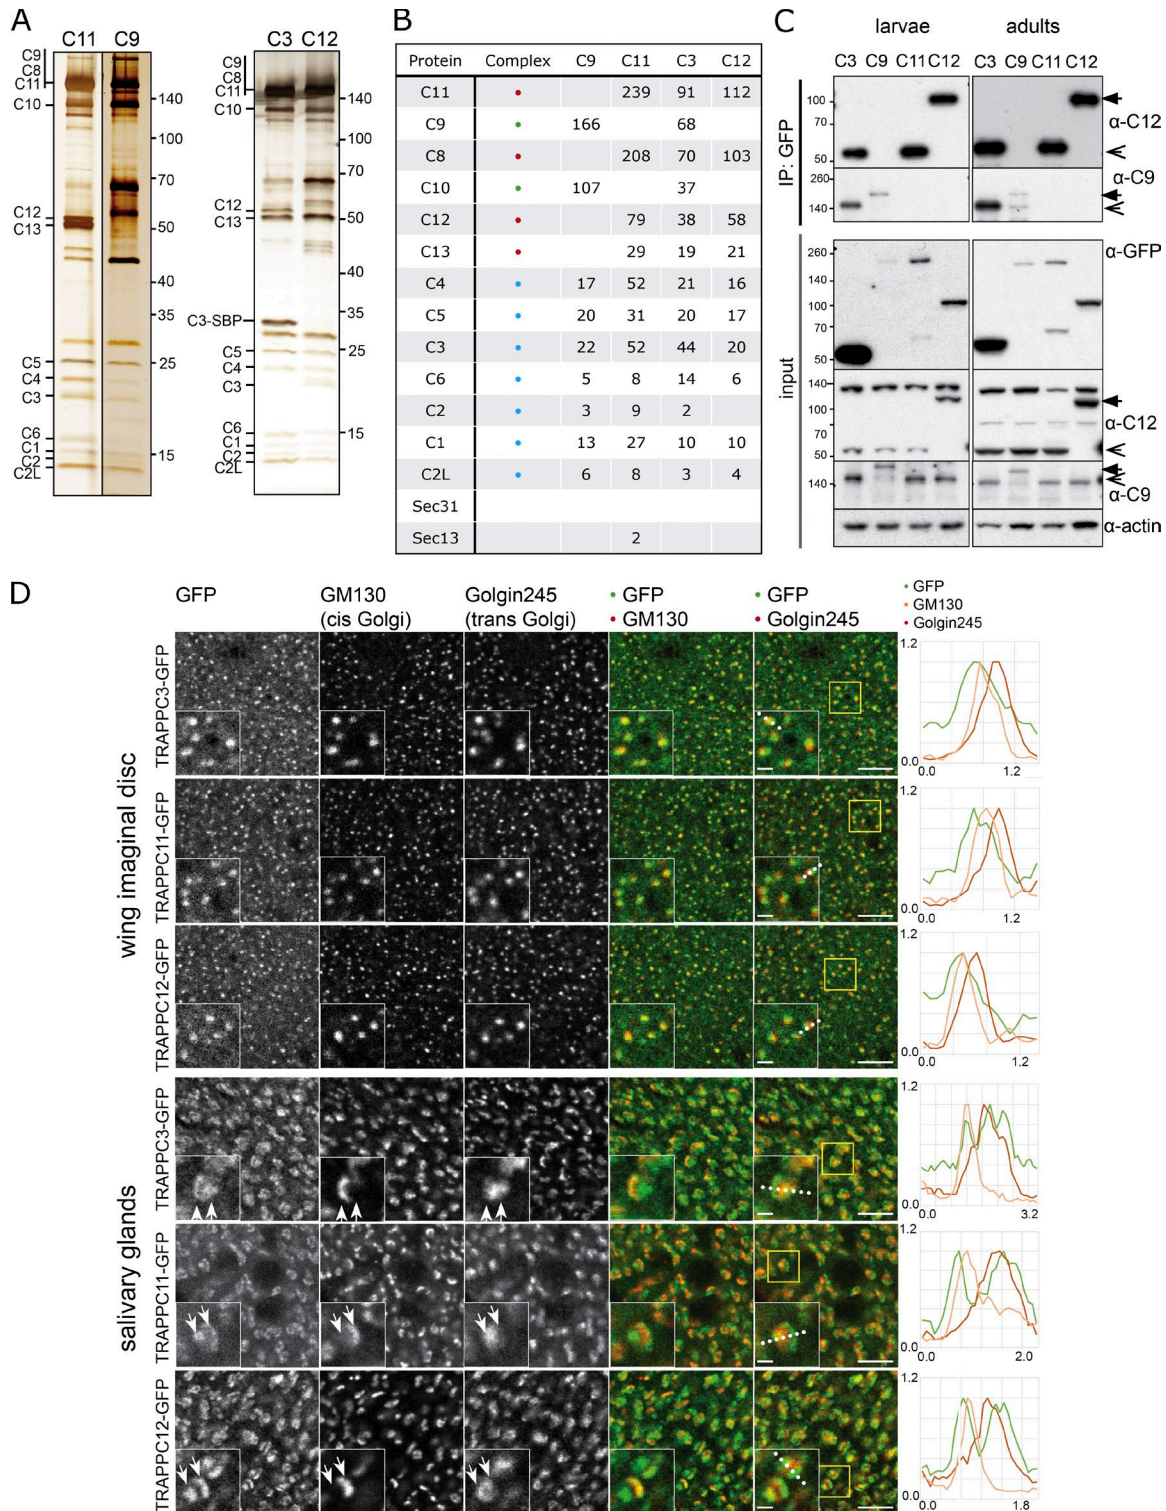 A
C11 C9
C9
C8
C11
C10
C12
C13
C5
C4
C3
C6
C1
C2
C2L
140
100
70
50
40
35
25
15
C3 C12
C9
C8
C11
C10
C12
C13
C3-SBP
C5
C4
C3
C6
C1
C2
C2L
140
100
70
50
40
35
25
15
B
Protein Complex C9 C11 C3 C12
C11 • 239 91 112
C9 • 166 68
C8 • 208 70 103
C10 • 107 37
C12 • 79 38 58
C13 • 29 19 21
C4 • 17 52 21 16
C5 • 20 31 20 17
C3 • 22 52 44 20
C6 • 5 8 14 6
C2 • 3 9 2
C1 • 13 27 10 10
C2L • 6 8 3 4
Sec31
Sec13 2
C
larvae adults
C3 C9 C11 C12 C3 C9 C11 C12
IP: GFP
100
70
50
α-C12
260
140
α-C9
input
260
140
100
70
50
α-GFP
140
100
70
50
α-C12
140
α-C9
α-actin
D
GFP
GM130
(cis Golgi)
Golgin245
(trans Golgi)
• GFP
• GM130
• GFP
• Golgin245
• GFP
• GM130
• Golgin245
wing imaginal disc
TRAPPC3-GFP
1.2
0.0
0.0 1.2
TRAPPC11-GFP
1.2
0.0
0.0 1.2
TRAPPC12-GFP
1.2
0.0
0.0 1.2
salivary glands
TRAPPC3-GFP
1.2
0.0
0.0 3.2
TRAPPC11-GFP
1.2
0.0
0.0 2.0
TRAPPC12-GFP
1.2
0.0
0.0 1.8